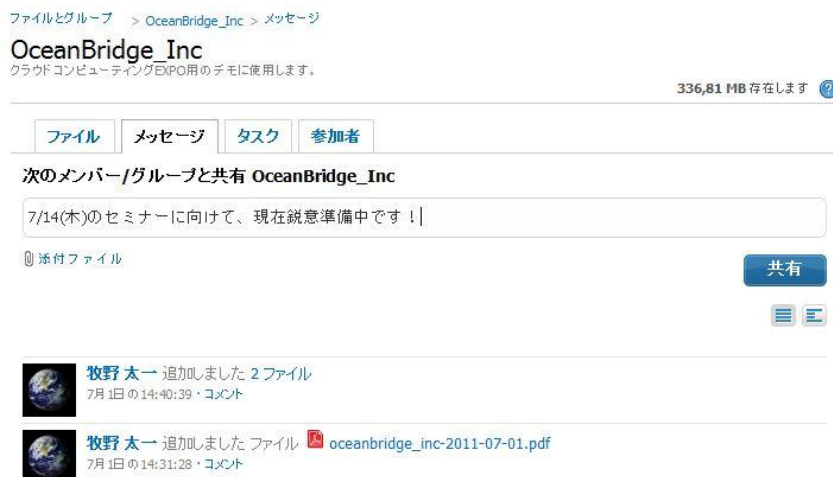 ファイルとグループ > OceanBridge_Inc > メッセージ
OceanBridge_Inc
クラウドコンピューティングEXPO用のデモに使用します。
336,81 MB 存在します ?
ファイル メッセージ タスク 参加者
次のメンバー/グループと共有 OceanBridge_Inc
7/14(木)のセミナーに向けて、現在鋭意準備中です！
添付ファイル
共有
牧野 太一 追加しました 2 ファイル
7月1日の14:40:39・コメント
牧野 太一 追加しました ファイル oceanbridge_inc-2011-07-01.pdf
7月1日の14:31:28・コメント